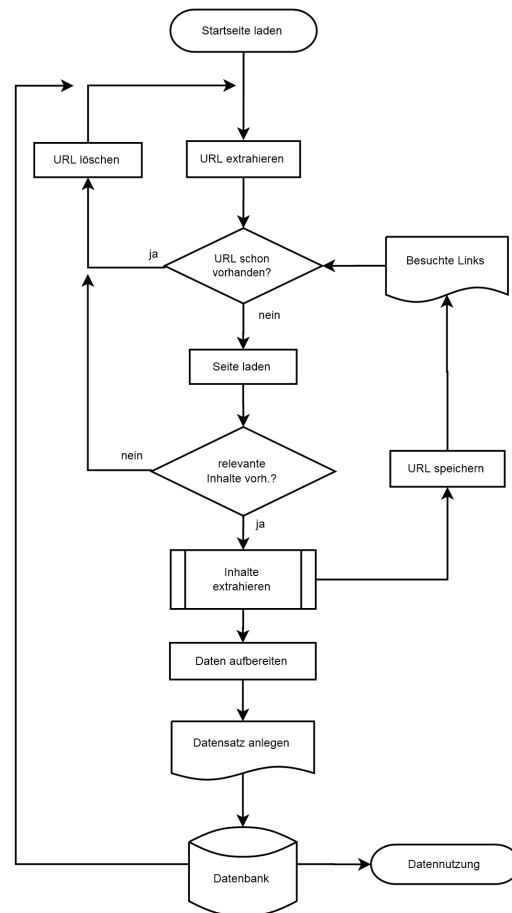 Startseite laden
URL löschen
URL extrahieren
ja
URL schon
vorhanden?
Besuchte Links
nein
Seite laden
nein
relevante
Inhalte vorh.?
URL speichern
ja
Inhalte
extrahieren
Daten aufbereiten
Datensatz anlegen
Datenbank
Datennutzung